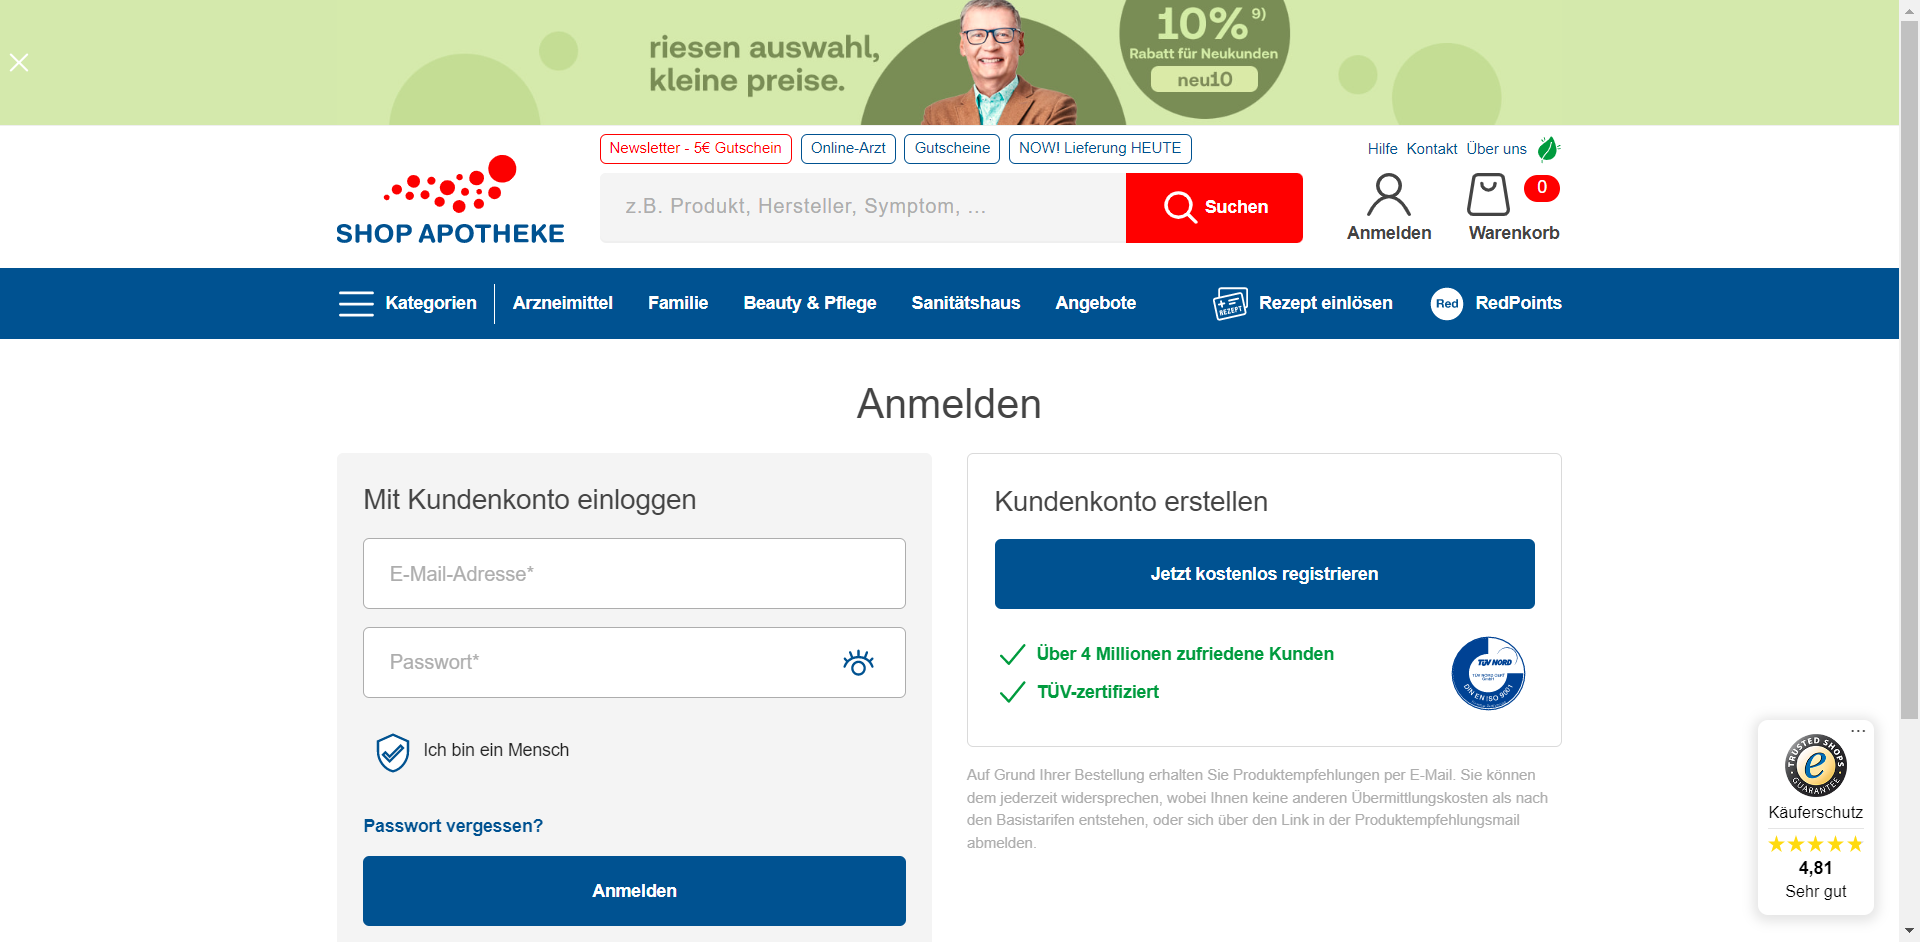 riesen auswahl,
kleine preise.
10% 9)
Rabatt für Neukunden
neu10
Newsletter - 5€ Gutschein
Online-Arzt
Gutscheine
NOW! Lieferung HEUTE
Hilfe
Kontakt
Über uns
SHOP APOTHEKE
z.B. Produkt, Hersteller, Symptom, ...
Suchen
Anmelden
0
Warenkorb
Kategorien
Arzneimittel
Familie
Beauty & Pflege
Sanitätshaus
Angebote
REZEPT
Rezept einlösen
Red
RedPoints
Anmelden
Mit Kundenkonto einloggen
E-Mail-Adresse*
Passwort*
Ich bin ein Mensch
Passwort vergessen?
Anmelden
Kundenkonto erstellen
Jetzt kostenlos registrieren
Über 4 Millionen zufriedene Kunden
TÜV-zertifiziert
TÜV NORD
TÜV NORD CERT
GmbH
DIN EN ISO 9001
Auf Grund Ihrer Bestellung erhalten Sie Produktempfehlungen per E-Mail. Sie können
dem jederzeit widersprechen, wobei Ihnen keine anderen Übermittlungskosten als nach
den Basistarifen entstehen, oder sich über den Link in der Produktempfehlungsmail
abmelden.
TRUSTED SHOPS
e
GUARANTEE
Käuferschutz
4,81
Sehr gut